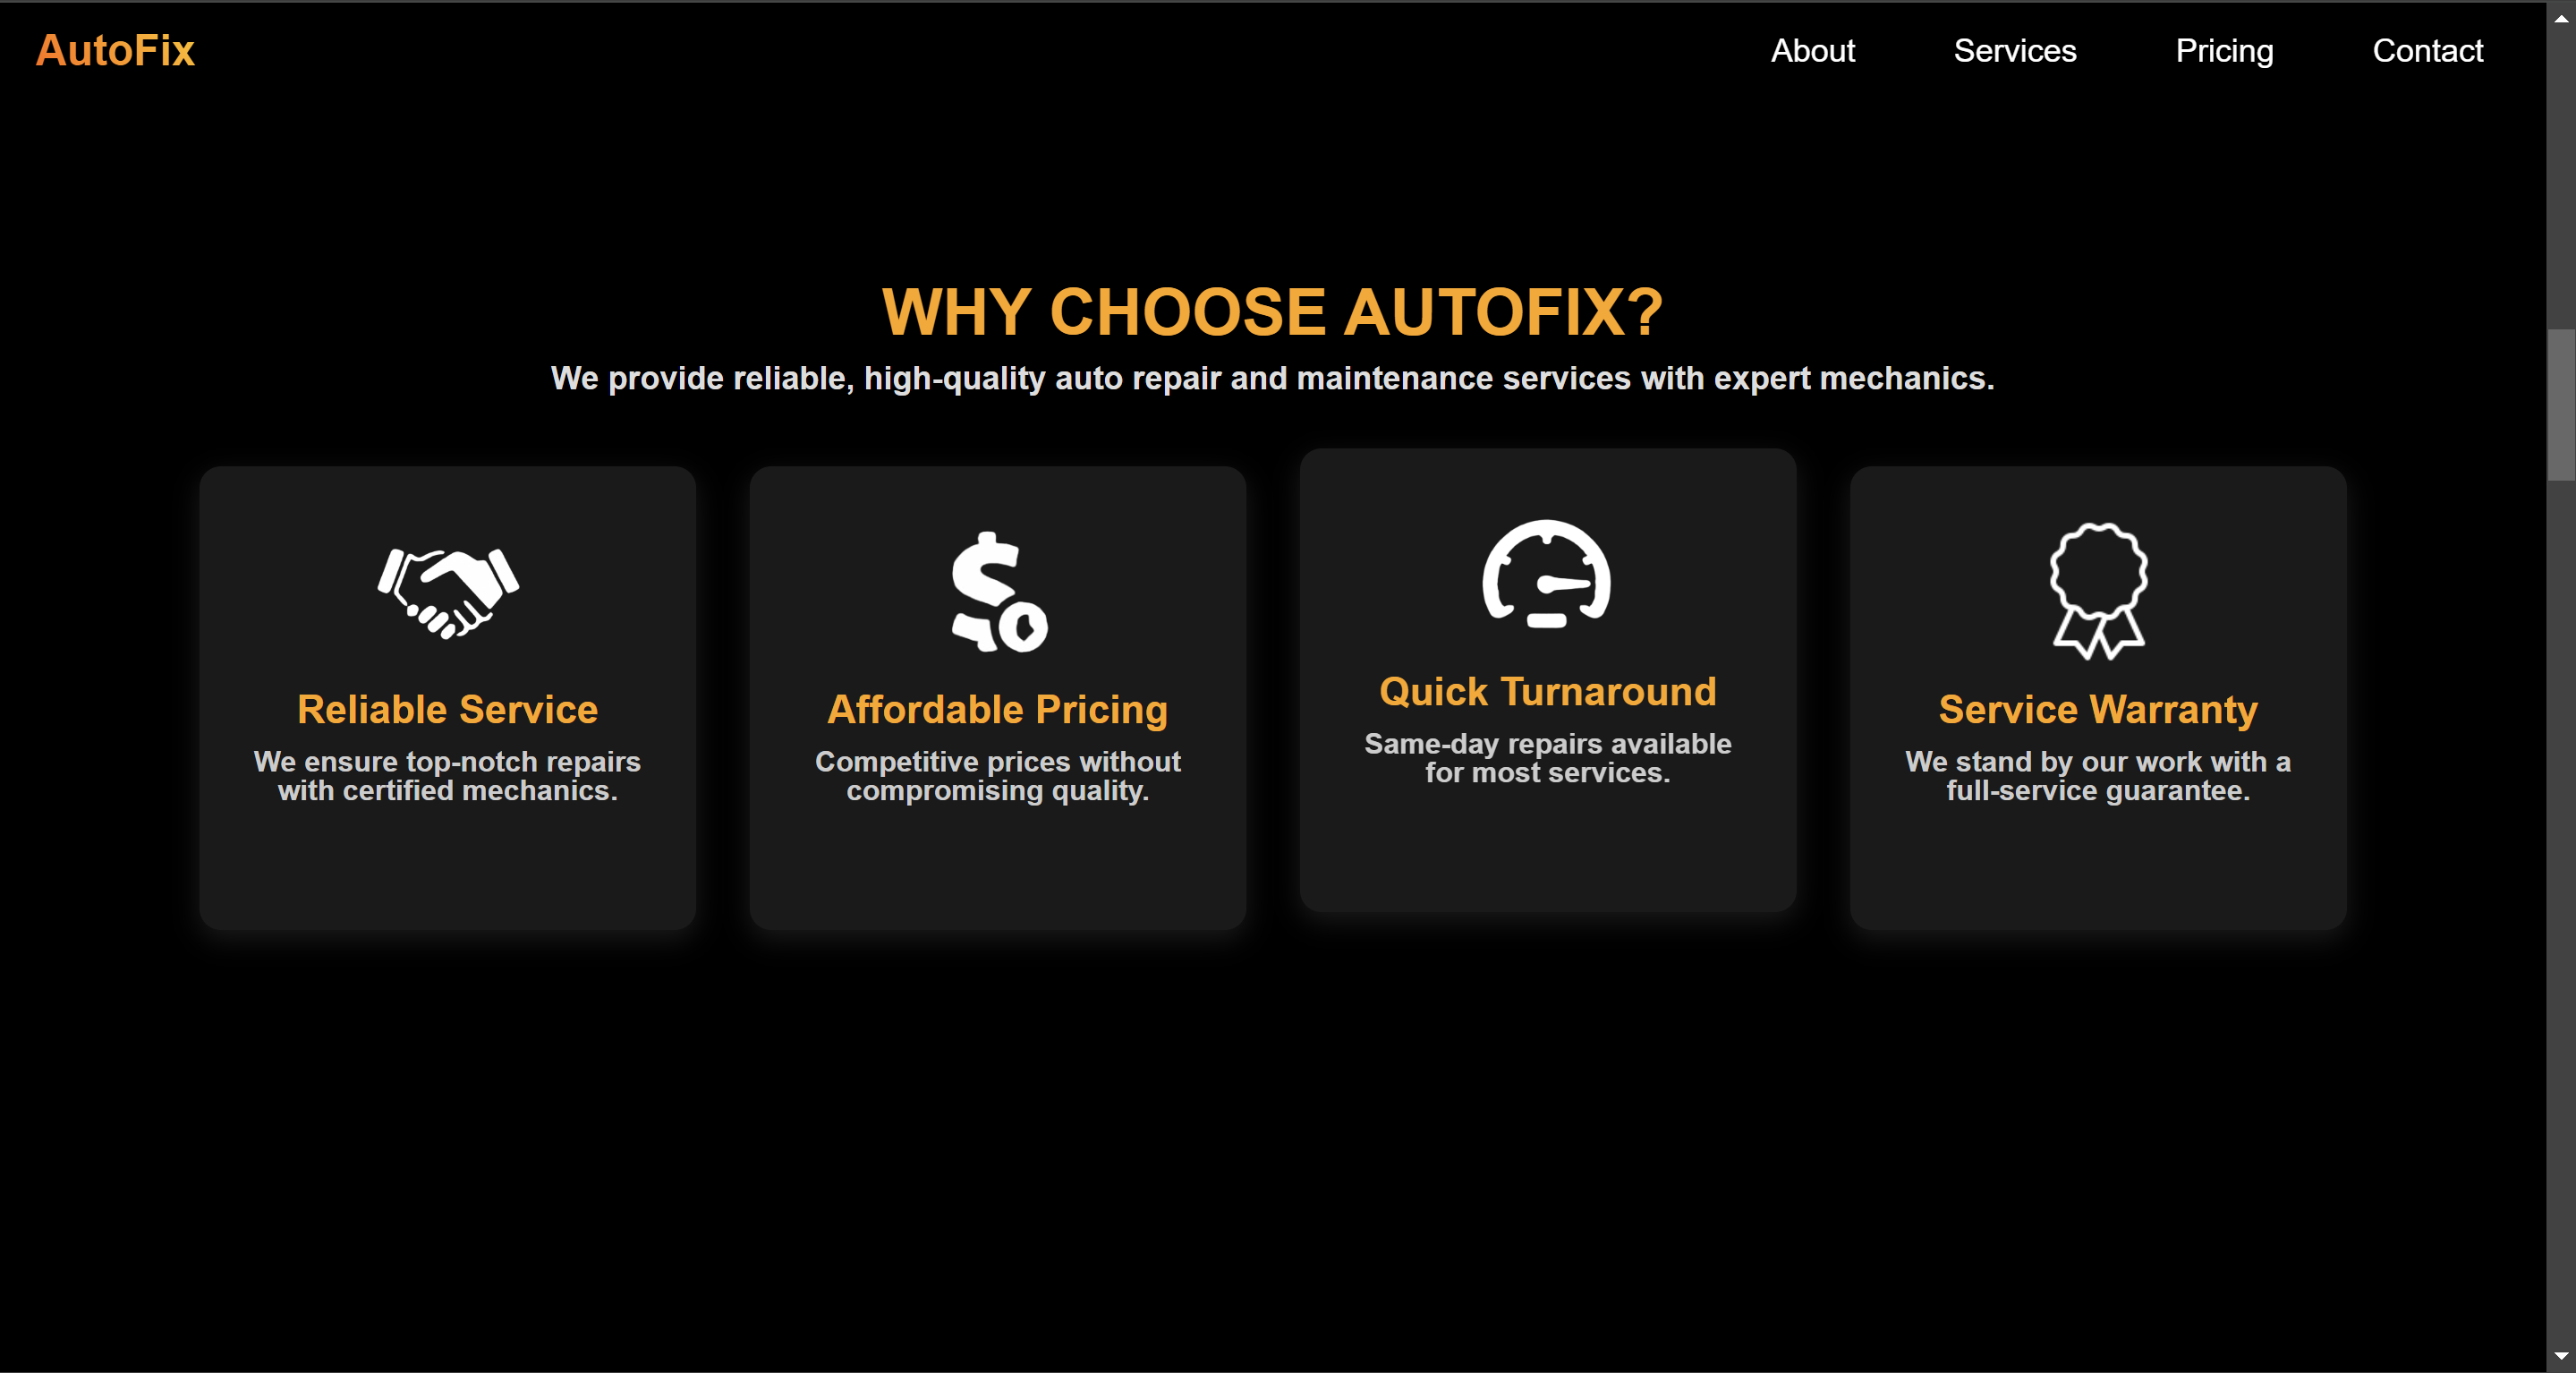 AutoFix
About
Services
Pricing
Contact
WHY CHOOSE AUTOFIX?
We provide reliable, high-quality auto repair and maintenance services with expert mechanics.
Reliable Service
We ensure top-notch repairs
with certified mechanics.
Affordable Pricing
Competitive prices without
compromising quality.
Quick Turnaround
Same-day repairs available
for most services.
Service Warranty
We stand by our work with a
full-service guarantee.